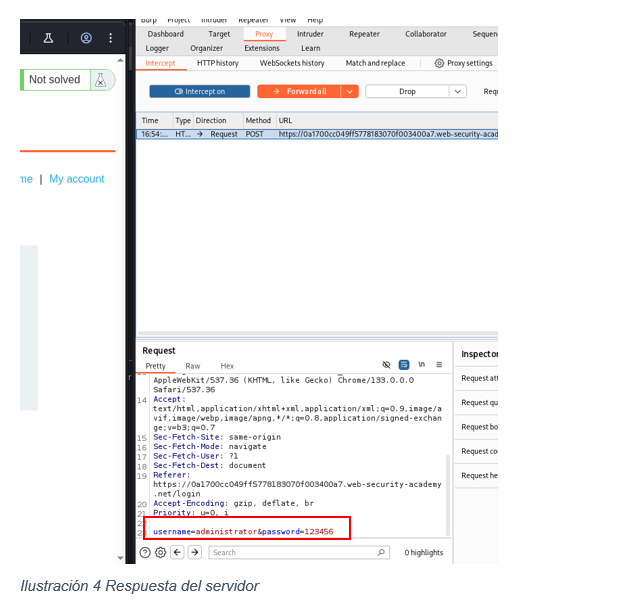 Burp Project Intruder Repeater View Help
Dashboard Target Proxy Intruder Repeater Collaborator Sequen
Logger Organizer Extensions Learn
Intercept HTTP history WebSockets history Match and replace Proxy settings
Not solved
Intercept on Forward all Drop Requ
Time Type Direction Method URL
16:54:... HT... → Request POST https://0a1700cc049ff5778183070f003400a7.web-security-acad
me | My account
Request
Pretty Raw Hex
\n
Inspector
AppleWebKit/537.36 (KHTML, like Gecko) Chrome/133.0.0.0
Safari/537.36
14 Accept:
text/html,application/xhtml+xml,application/xml;q=0.9,image/a
vif,image/webp,image/apng,*/*;q=0.8,application/signed-exchan
ge;v=b3;q=0.7
15 Sec-Fetch-Site: same-origin
16 Sec-Fetch-Mode: navigate
17 Sec-Fetch-User: ?1
18 Sec-Fetch-Dest: document
19 Referer:
https://0a1700cc049ff5778183070f003400a7.web-security-academy
.net/login
20 Accept-Encoding: gzip, deflate, br
21 Priority: u=0, i
22
23 username=administrator&password=123456
Request att
Request qu
Request bo
Request coo
Request he
Search
0 highlights
Ilustración 4 Respuesta del servidor